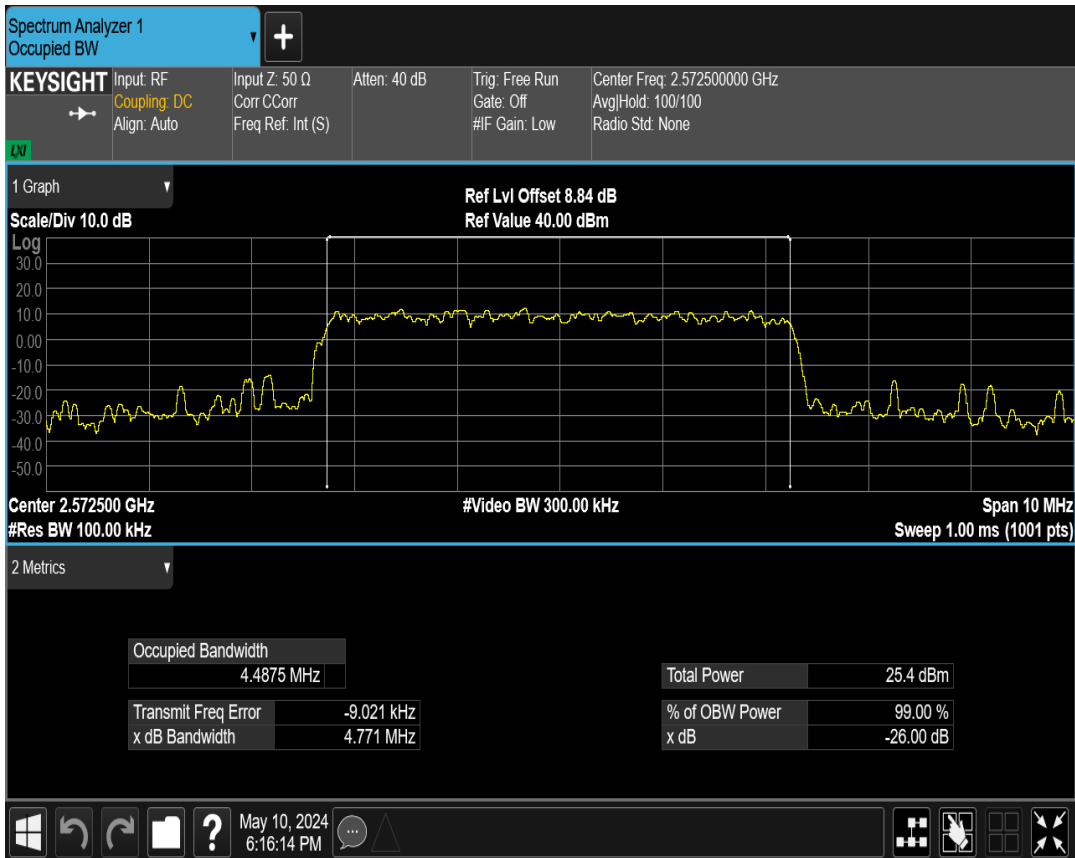 Spectrum Analyzer 1
Occupied BW
+
KEYSIGHT
LXI
Input: RF
Coupling: DC
Align: Auto
Input Z: 50 Ω
Corr CCorr
Freq Ref: Int (S)
Atten: 40 dB
Trig: Free Run
Gate: Off
#IF Gain: Low
Center Freq: 2.572500000 GHz
Avg|Hold: 100/100
Radio Std: None
1 Graph
Scale/Div 10.0 dB
Ref Lvl Offset 8.84 dB
Ref Value 40.00 dBm
Log
30.0
20.0
10.0
0.00
-10.0
-20.0
-30.0
-40.0
-50.0
Center 2.572500 GHz
#Res BW 100.00 kHz
#Video BW 300.00 kHz
Span 10 MHz
Sweep 1.00 ms (1001 pts)
2 Metrics
Occupied Bandwidth
4.4875 MHz
Transmit Freq Error -9.021 kHz
x dB Bandwidth 4.771 MHz
Total Power 25.4 dBm
% of OBW Power 99.00 %
x dB -26.00 dB
?
May 10, 2024
6:16:14 PM